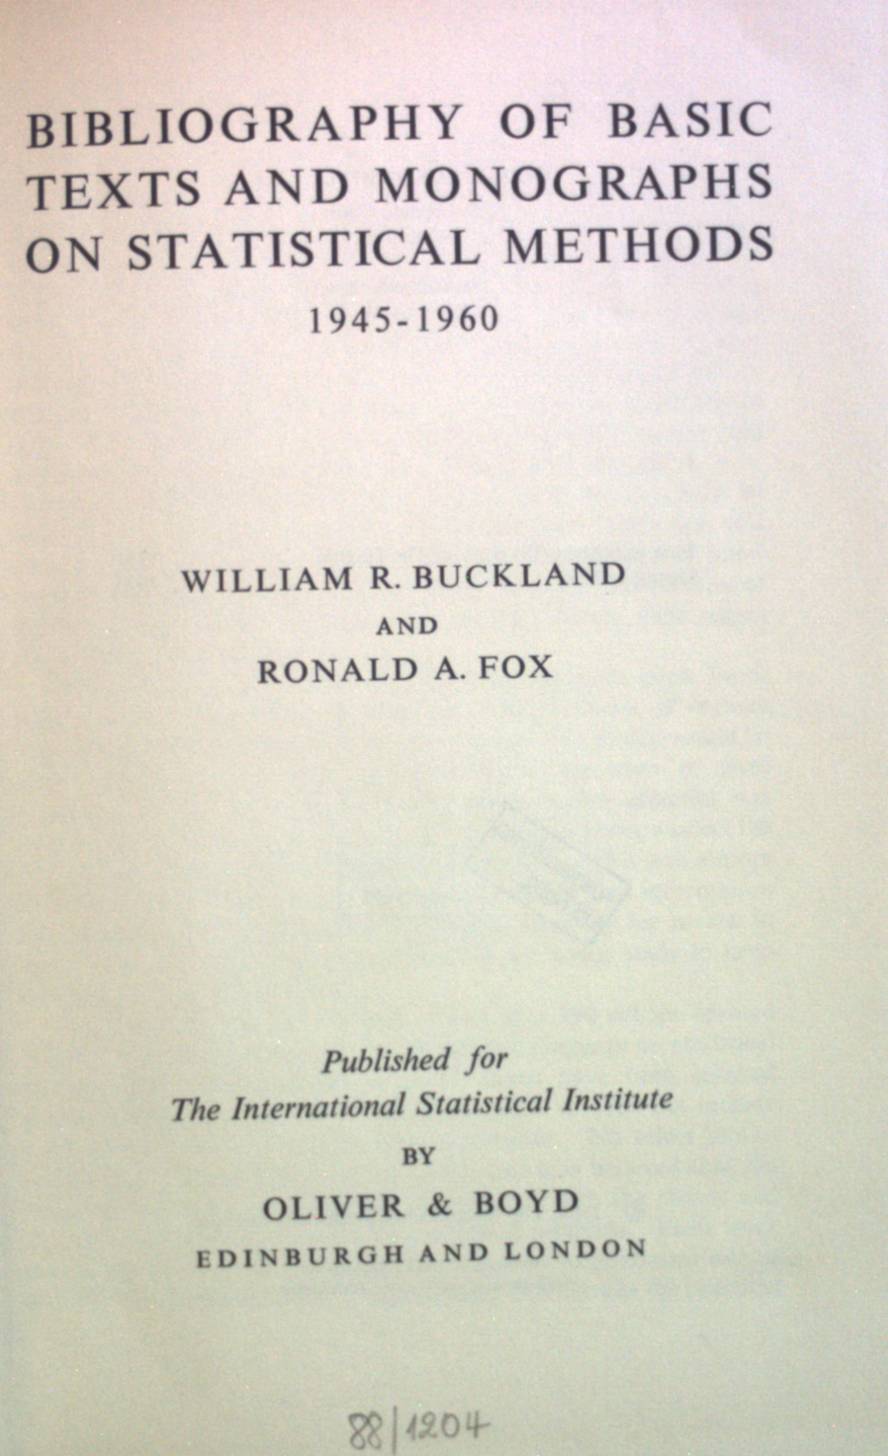 BIBLIOGRAPHY OF BASIC
TEXTS AND MONOGRAPHS
ON STATISTICAL METHODS
1945-1960
WILLIAM R. BUCKLAND
AND
RONALD A. FOX
Published for
The International Statistical Institute
BY
OLIVER & BOYD
EDINBURGH AND LONDON
88|1204